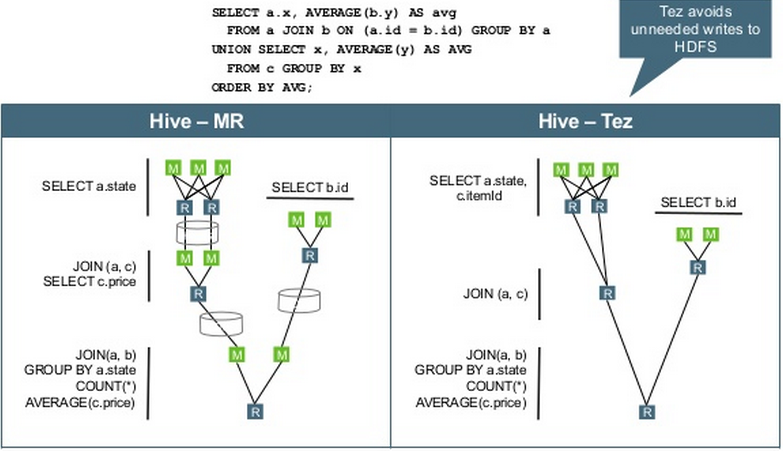 SELECT a.x, AVERAGE(b.y) AS avg
FROM a JOIN b ON (a.id = b.id) GROUP BY a
UNION SELECT x, AVERAGE(y) AS AVG
FROM c GROUP BY x
ORDER BY AVG;
Tez avoids
unneeded writes to
HDFS
Hive – MR
SELECT a.state
M M M
R R
SELECT b.id
M M
R
M M
JOIN (a, c)
SELECT c.price
R
M M
JOIN(a, b)
GROUP BY a.state
COUNT(*)
AVERAGE(c.price)
R
Hive – Tez
SELECT a.state,
c.itemId
M M M
R R
SELECT b.id
M M
R
JOIN (a, c)
R
JOIN(a, b)
GROUP BY a.state
COUNT(*)
AVERAGE(c.price)
R